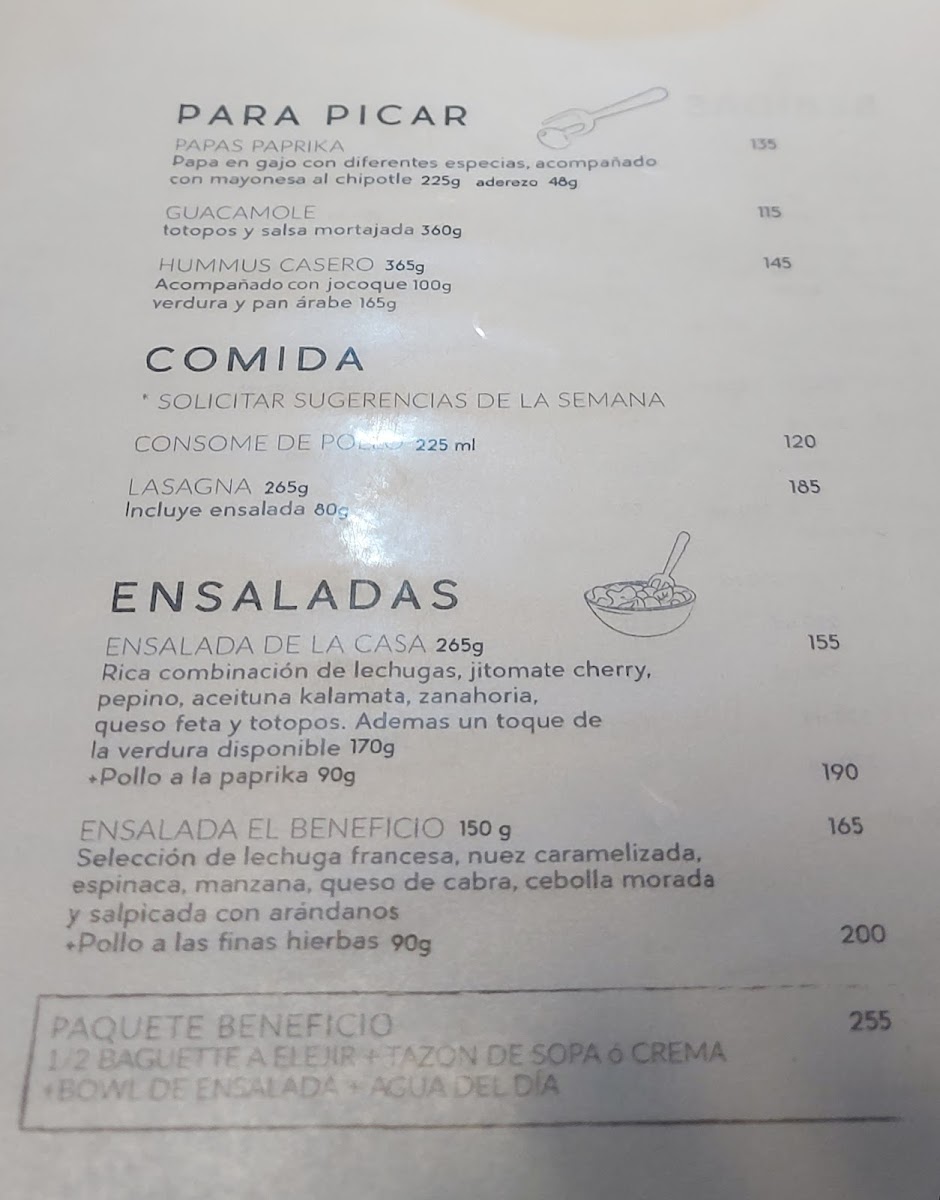 PARA PICAR
PAPAS PAPRIKA 135
Papa en gajo con diferentes especias, acompañado
con mayonesa al chipotle 225g aderezo 48g
GUACAMOLE 115
totopos y salsa mortajada 360g
HUMMUS CASERO 365g 145
Acompañado con jocoque 100g
verdura y pan árabe 165g
COMIDA
* SOLICITAR SUGERENCIAS DE LA SEMANA
CONSOME DE POLLO 225 ml 120
LASAGNA 265g 185
Incluye ensalada 80g
ENSALADAS
ENSALADA DE LA CASA 265g 155
Rica combinación de lechugas, jitomate cherry,
pepino, aceituna kalamata, zanahoria,
queso feta y totopos. Ademas un toque de
la verdura disponible 170g
+Pollo a la paprika 90g 190
ENSALADA EL BENEFICIO 150 g 165
Selección de lechuga francesa, nuez caramelizada,
espinaca, manzana, queso de cabra, cebolla morada
y salpicada con arándanos
+Pollo a las finas hierbas 90g 200
PAQUETE BENEFICIO 255
1/2 BAGUETTE A ELEJIR + TAZON DE SOPA ó CREMA
+BOWL DE ENSALADA + AGUA DEL DÍA